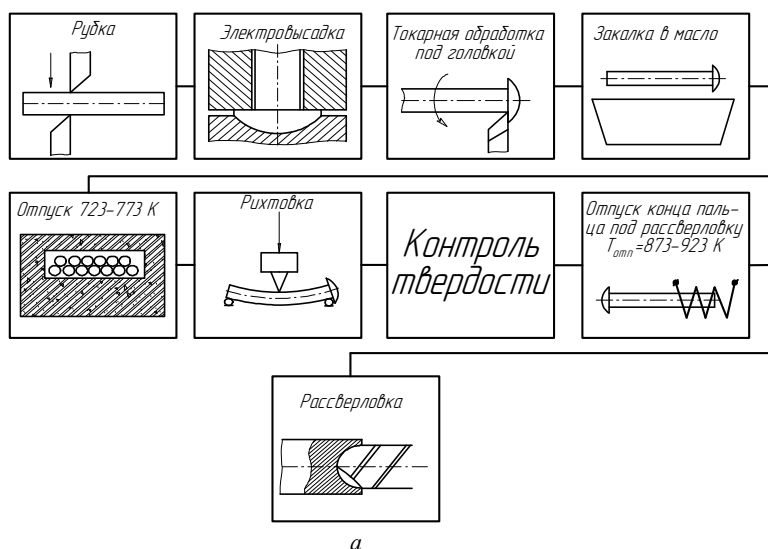 Рубка
Электровысадка
Токарная обработка
под головкой
Закалка в масло
Отпуск 723-773 К
Рихтовка
Контроль
твердости
Отпуск конца паль-
ца под рассверловку
Tотп=873-923 К
Рассверловка
а